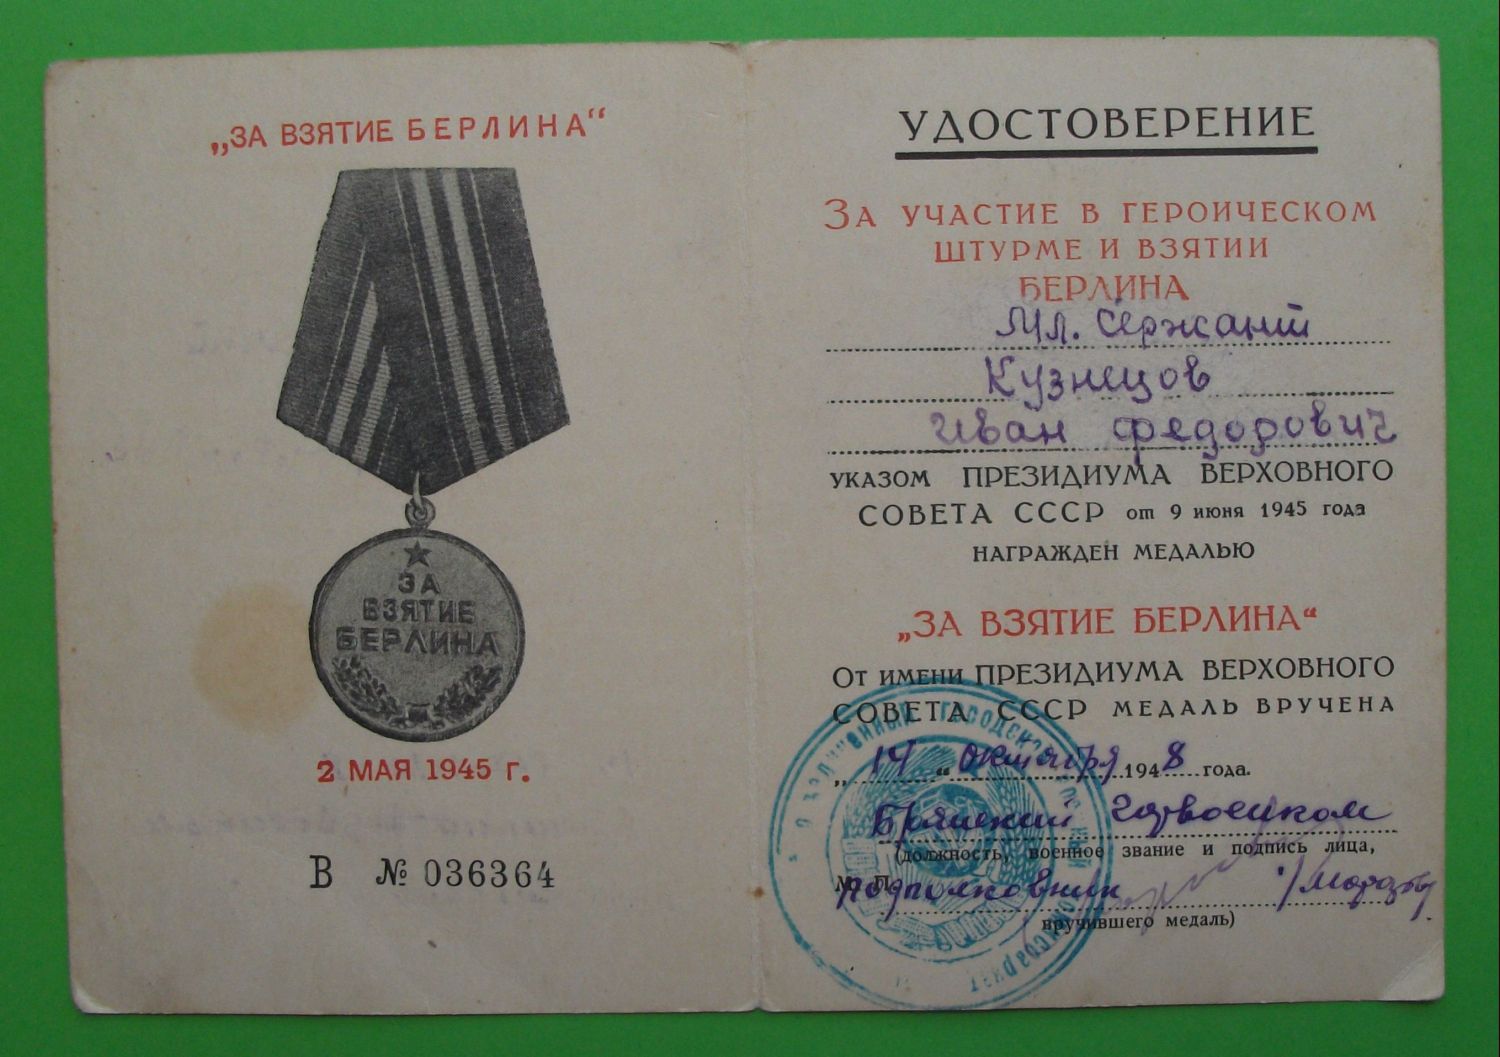 „ЗА ВЗЯТИЕ БЕРЛИНА“
ЗА
ВЗЯТИЕ
БЕРЛИНА
2 МАЯ 1945 г.
В № 036364
УДОСТОВЕРЕНИЕ
ЗА УЧАСТИЕ В ГЕРОИЧЕСКОМ
ШТУРМЕ И ВЗЯТИИ
БЕРЛИНА
Мл. Сержант
Кузнецов
Иван Федорович
УКАЗОМ ПРЕЗИДИУМА ВЕРХОВНОГО
СОВЕТА СССР от 9 июня 1945 года
НАГРАЖДЕН МЕДАЛЬЮ
„ЗА ВЗЯТИЕ БЕРЛИНА“
ОТ ИМЕНИ ПРЕЗИДИУМА ВЕРХОВНОГО
СОВЕТА СССР МЕДАЛЬ ВРУЧЕНА
„14“ октября 1948 года.
Брянский горвоенком
(должность, военное звание и подпись лица,
М. П. подполковник /Морозов/
вручившего медаль)